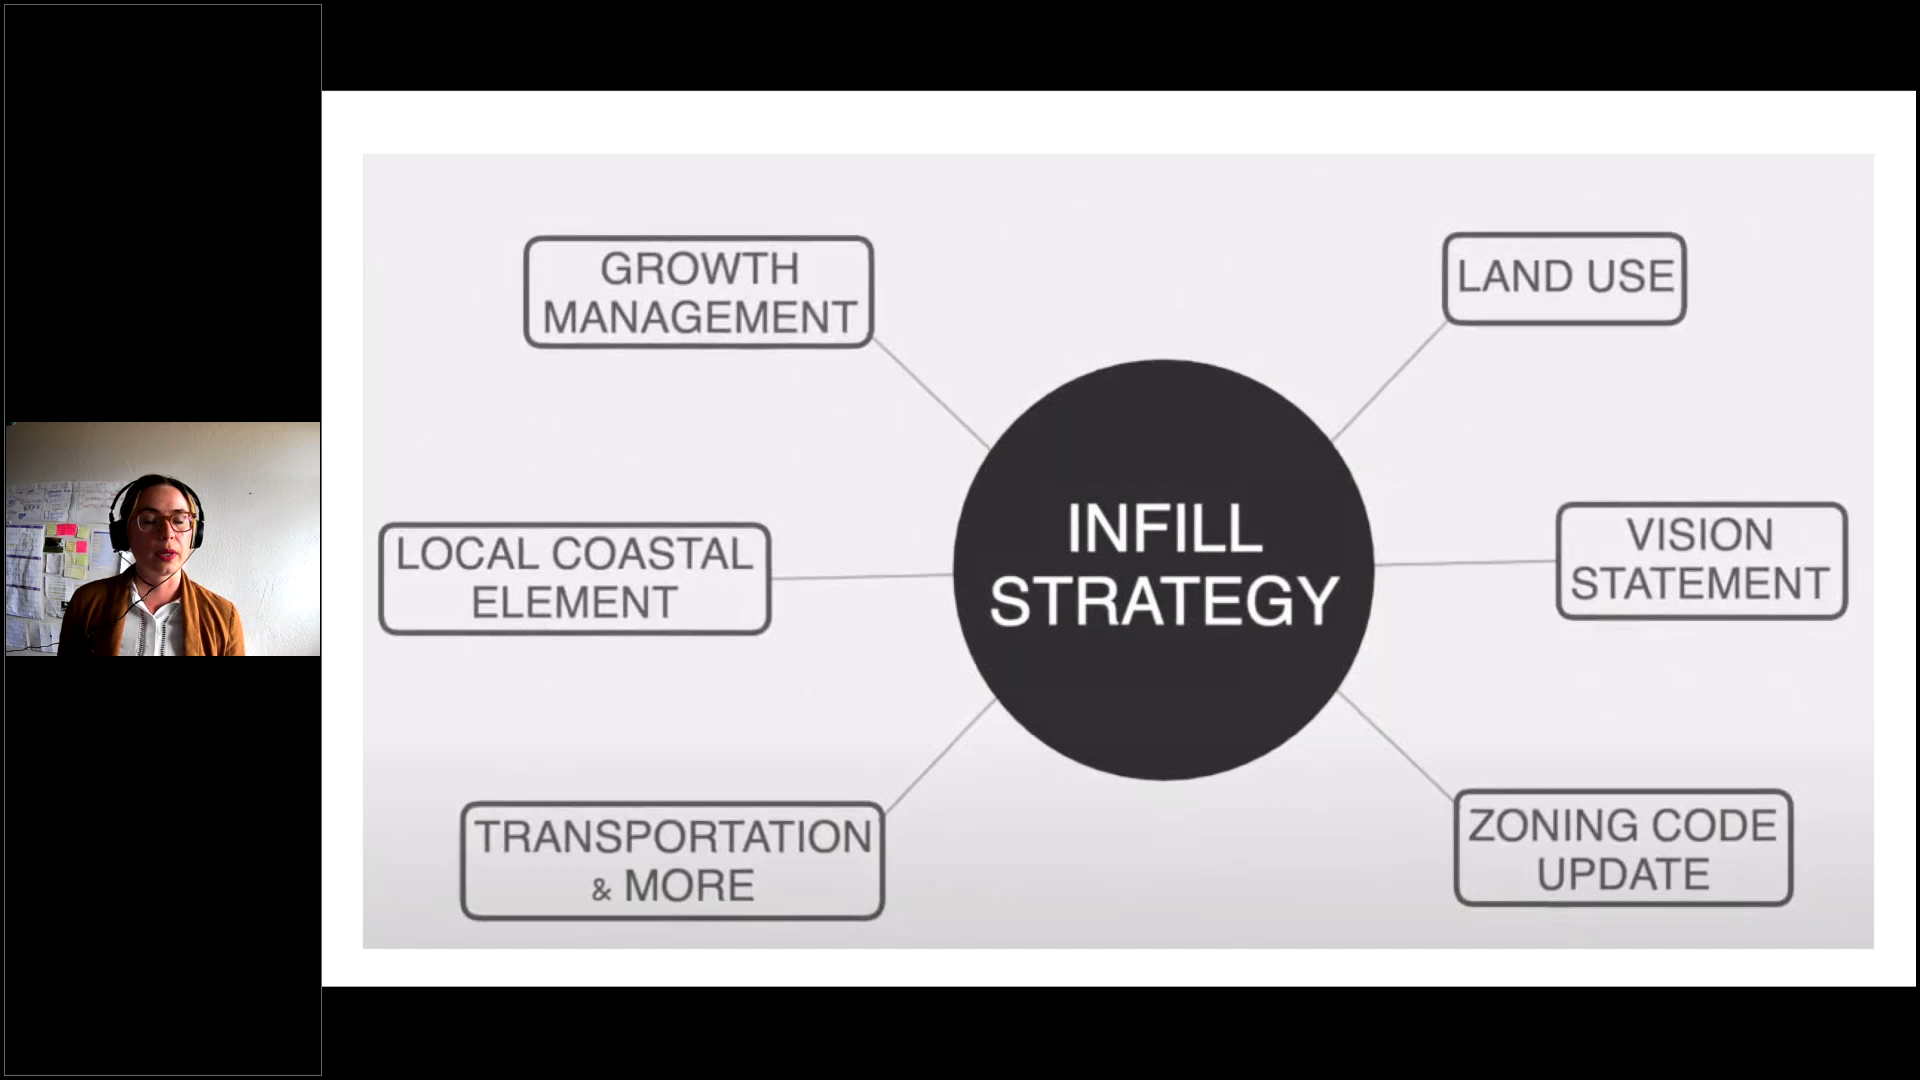 GROWTH
MANAGEMENT
LAND USE
INFILL
STRATEGY
LOCAL COASTAL
ELEMENT
VISION
STATEMENT
TRANSPORTATION
& MORE
ZONING CODE
UPDATE